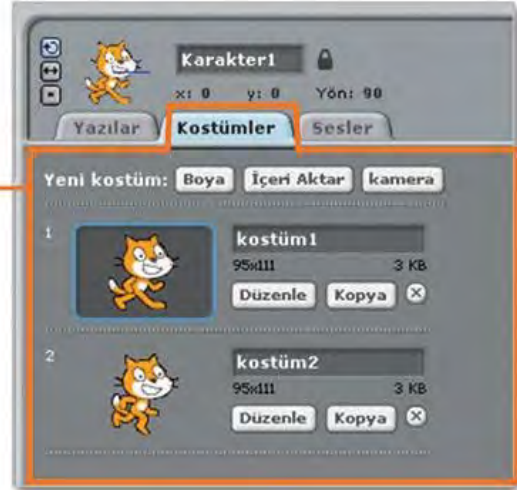 Karakter1
x: 0 y: 0 Yön: 90
Yazılar Kostümler Sesler
Yeni kostüm: Boya İçeri Aktar kamera
1
kostüm1
95x111 3 KB
Düzenle Kopya
2
kostüm2
95x111 3 KB
Düzenle Kopya